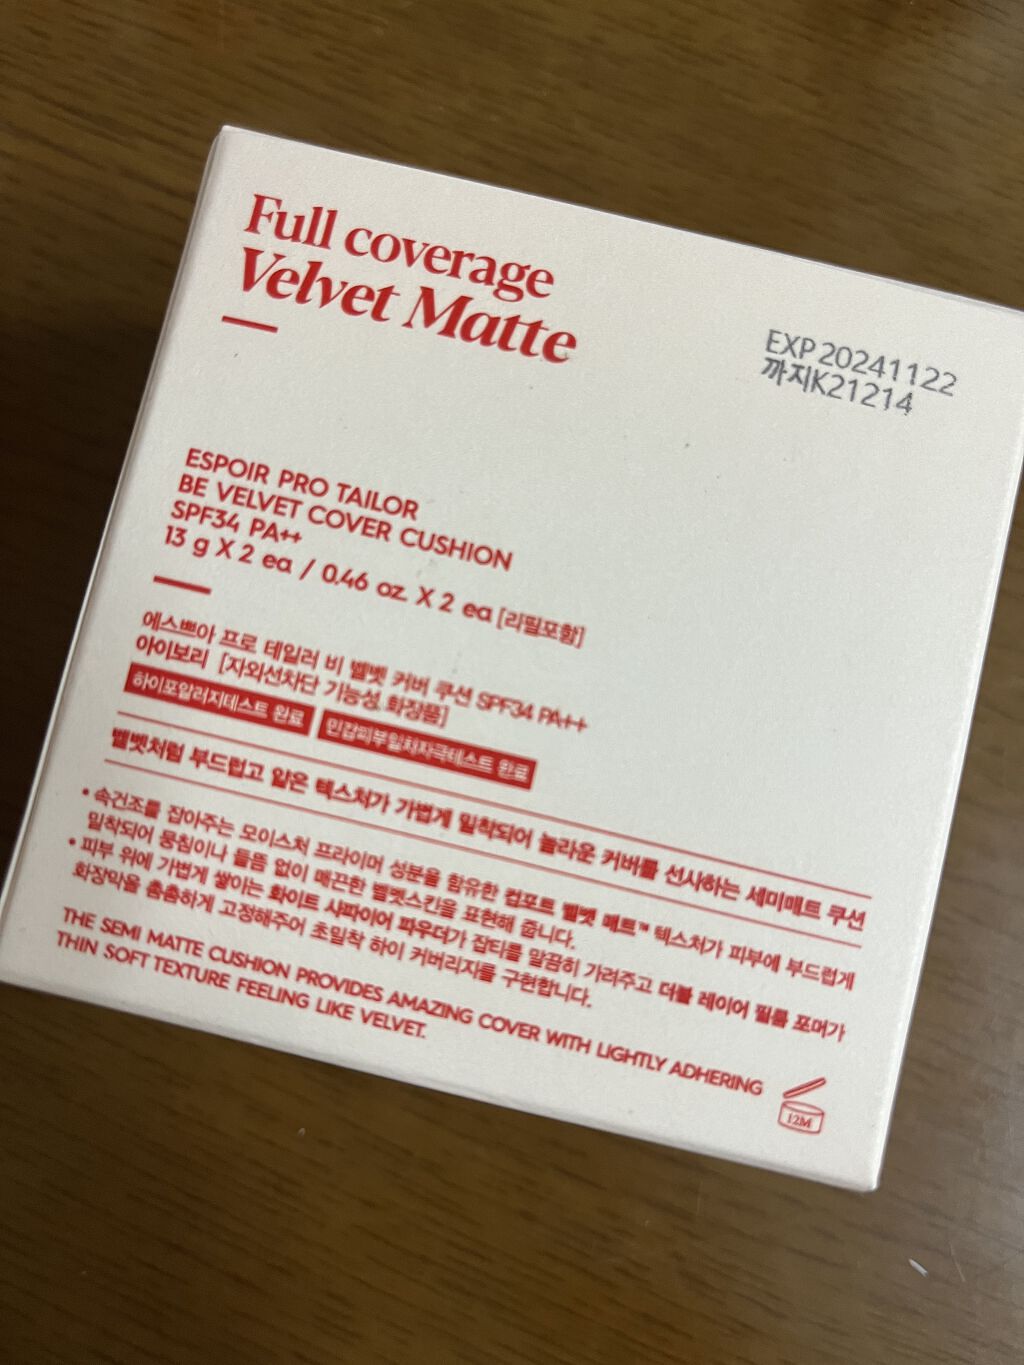 Full coverage
Velvet Matte
EXP 20241122
까지K21214
ESPOIR PRO TAILOR
BE VELVET COVER CUSHION
SPF34 PA++
13 g X 2 ea / 0.46 oz. X 2 ea [리필포함]
에스쁘아 프로 테일러 비 벨벳 커버 쿠션 SPF34 PA++
아이보리 [자외선차단 기능성 화장품]
하이포알러지테스트 완료 민감피부일차자극테스트 완료
벨벳처럼 부드럽고 얇은 텍스처가 가볍게 밀착되어 놀라운 커버를 선사하는 세미매트 쿠션
• 속건조를 잡아주는 모이스처 프라이머 성분을 함유한 컴포트 벨벳 매트™ 텍스처가 피부에 부드럽게
밀착되어 뭉침이나 들뜸 없이 매끈한 벨벳스킨을 표현해 줍니다.
• 피부 위에 가볍게 쌓이는 화이트 사파이어 파우더가 잡티를 말끔히 가려주고 더블 레이어 필름 포머가
화장막을 촘촘하게 고정해주어 초밀착 하이 커버리지를 구현합니다.
THE SEMI MATTE CUSHION PROVIDES AMAZING COVER WITH LIGHTLY ADHERING
THIN SOFT TEXTURE FEELING LIKE VELVET.
12M